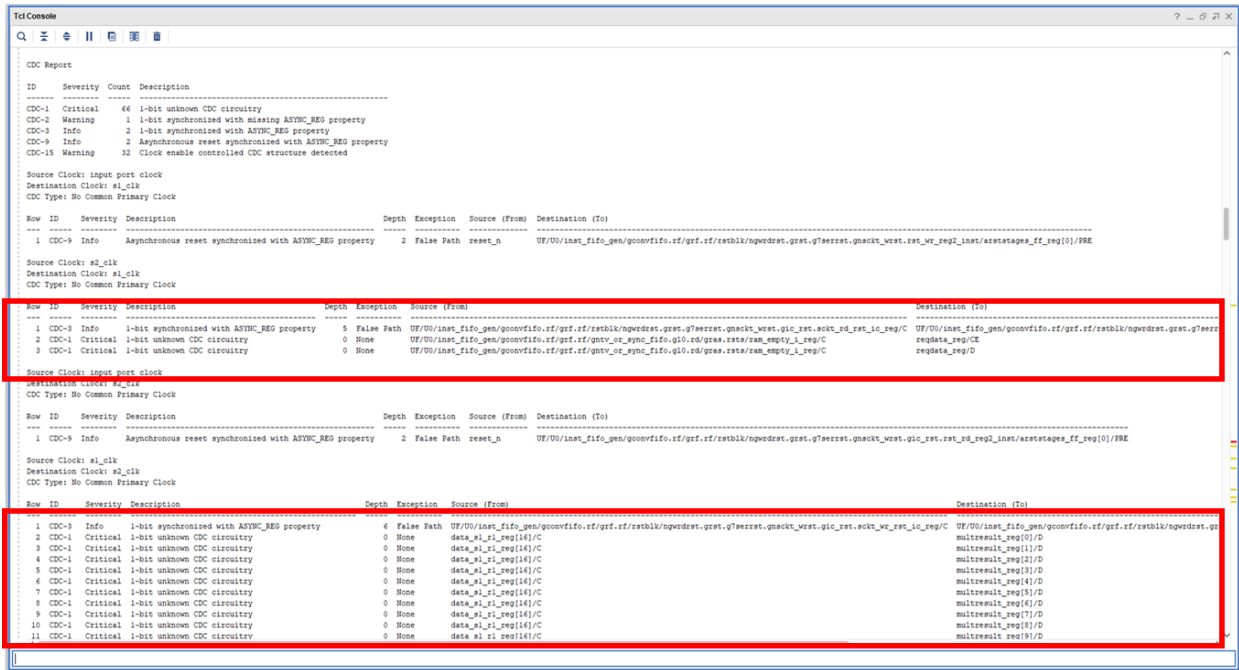 Tcl Console
CDC Report
ID Severity Count Description
CDC-1 Critical 66 1-bit unknown CDC circuitry
CDC-2 Warning 1 1-bit synchronized with missing ASYNC_REG property
CDC-3 Info 2 1-bit synchronized with ASYNC_REG property
CDC-9 Info 2 Asynchronous reset synchronized with ASYNC_REG property
CDC-15 Warning 32 Clock enable controlled CDC structure detected
Source Clock: input port clock
Destination Clock: s1_clk
CDC Type: No Common Primary Clock
Row ID Severity Description Depth Exception Source (From) Destination (To)
1 CDC-9 Info Asynchronous reset synchronized with ASYNC_REG property 2 False Path reset_n UF/U0/inst_fifo_gen/gconvfifo.rf/grf.rf/rstblk/ngwrdrst.grst.g7serrst.gnsckt_wrst.rst_wr_reg2_inst/arststages_ff_reg[0]/PRE
Source Clock: s2_clk
Destination Clock: s1_clk
CDC Type: No Common Primary Clock
Row ID Severity Description Depth Exception Source (From) Destination (To)
1 CDC-3 Info 1-bit synchronized with ASYNC_REG property 5 False Path UF/U0/inst_fifo_gen/gconvfifo.rf/grf.rf/rstblk/ngwrdrst.grst.g7serrst.gnsckt_wrst.gic_rst.sckt_rd_rst_ic_reg/C UF/U0/inst_fifo_gen/gconvfifo.rf/grf.rf/rstblk/ngwrdrst.grst.g7serr
2 CDC-1 Critical 1-bit unknown CDC circuitry 0 None UF/U0/inst_fifo_gen/gconvfifo.rf/grf.rf/gntv_or_sync_fifo.gl0.rd/gras.rsts/ram_empty_i_reg/C reqdata_reg/CE
3 CDC-1 Critical 1-bit unknown CDC circuitry 0 None UF/U0/inst_fifo_gen/gconvfifo.rf/grf.rf/gntv_or_sync_fifo.gl0.rd/gras.rsts/ram_empty_i_reg/C reqdata_reg/D
Source Clock: input port clock
Destination Clock: s2_clk
CDC Type: No Common Primary Clock
Row ID Severity Description Depth Exception Source (From) Destination (To)
1 CDC-9 Info Asynchronous reset synchronized with ASYNC_REG property 2 False Path reset_n UF/U0/inst_fifo_gen/gconvfifo.rf/grf.rf/rstblk/ngwrdrst.grst.g7serrst.gnsckt_wrst.gic_rst.rst_rd_reg2_inst/arststages_ff_reg[0]/PRE
Source Clock: s1_clk
Destination Clock: s2_clk
CDC Type: No Common Primary Clock
Row ID Severity Description Depth Exception Source (From) Destination (To)
1 CDC-3 Info 1-bit synchronized with ASYNC_REG property 6 False Path UF/U0/inst_fifo_gen/gconvfifo.rf/grf.rf/rstblk/ngwrdrst.grst.g7serrst.gnsckt_wrst.gic_rst.sckt_wr_rst_ic_reg/C UF/U0/inst_fifo_gen/gconvfifo.rf/grf.rf/rstblk/ngwrdrst.gr
2 CDC-1 Critical 1-bit unknown CDC circuitry 0 None data_s1_r1_reg[16]/C multresult_reg[0]/D
3 CDC-1 Critical 1-bit unknown CDC circuitry 0 None data_s1_r1_reg[16]/C multresult_reg[1]/D
4 CDC-1 Critical 1-bit unknown CDC circuitry 0 None data_s1_r1_reg[16]/C multresult_reg[2]/D
5 CDC-1 Critical 1-bit unknown CDC circuitry 0 None data_s1_r1_reg[16]/C multresult_reg[3]/D
6 CDC-1 Critical 1-bit unknown CDC circuitry 0 None data_s1_r1_reg[16]/C multresult_reg[4]/D
7 CDC-1 Critical 1-bit unknown CDC circuitry 0 None data_s1_r1_reg[16]/C multresult_reg[5]/D
8 CDC-1 Critical 1-bit unknown CDC circuitry 0 None data_s1_r1_reg[16]/C multresult_reg[6]/D
9 CDC-1 Critical 1-bit unknown CDC circuitry 0 None data_s1_r1_reg[16]/C multresult_reg[7]/D
10 CDC-1 Critical 1-bit unknown CDC circuitry 0 None data_s1_r1_reg[16]/C multresult_reg[8]/D
11 CDC-1 Critical 1-bit unknown CDC circuitry 0 None data_s1_r1_reg[16]/C multresult_reg[9]/D